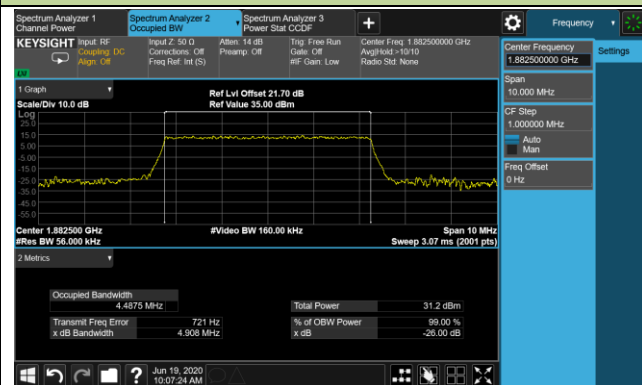 Spectrum Analyzer 1
Channel Power
Spectrum Analyzer 2
Occupied BW
Spectrum Analyzer 3
Power Stat CCDF
+
Frequency
KEYSIGHT
Input: RF
Coupling: DC
Align: Off
Input Z: 50 Ω
Corrections: Off
Freq Ref: Int (S)
Atten: 14 dB
Preamp: Off
Trig: Free Run
Gate: Off
#IF Gain: Low
Center Freq: 1.882500000 GHz
Avg|Hold:>10/10
Radio Std: None
Center Frequency
1.882500000 GHz
Settings
Span
10.000 MHz
CF Step
1.000000 MHz
Auto
Man
Freq Offset
0 Hz
LXI
1 Graph
Scale/Div 10.0 dB
Ref Lvl Offset 21.70 dB
Ref Value 35.00 dBm
Log
25.0
15.0
5.00
-5.00
-15.0
-25.0
-35.0
-45.0
-55.0
Center 1.882500 GHz
#Video BW 160.00 kHz
Span 10 MHz
#Res BW 56.000 kHz
Sweep 3.07 ms (2001 pts)
2 Metrics
Occupied Bandwidth
4.4875 MHz
Total Power 31.2 dBm
Transmit Freq Error 721 Hz
% of OBW Power 99.00 %
x dB Bandwidth 4.908 MHz
x dB -26.00 dB
?
Jun 19, 2020
10:07:24 AM